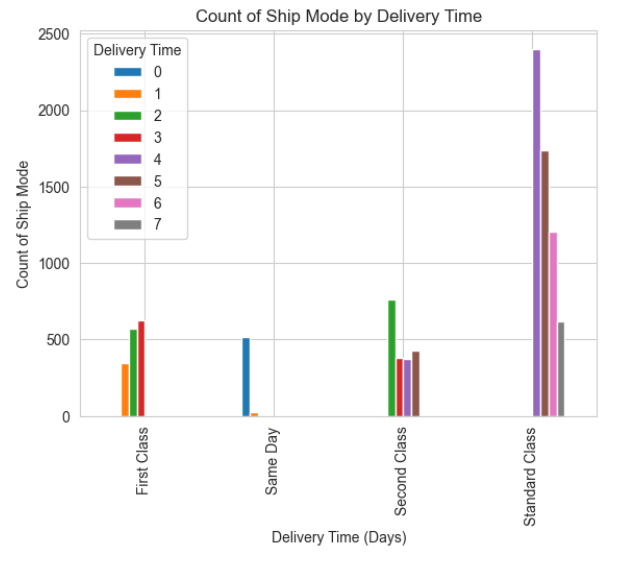 Count of Ship Mode by Delivery Time
Count of Ship Mode
2500
2000
1500
1000
500
0
Delivery Time
0
1
2
3
4
5
6
7
First Class
Same Day
Second Class
Standard Class
Delivery Time (Days)